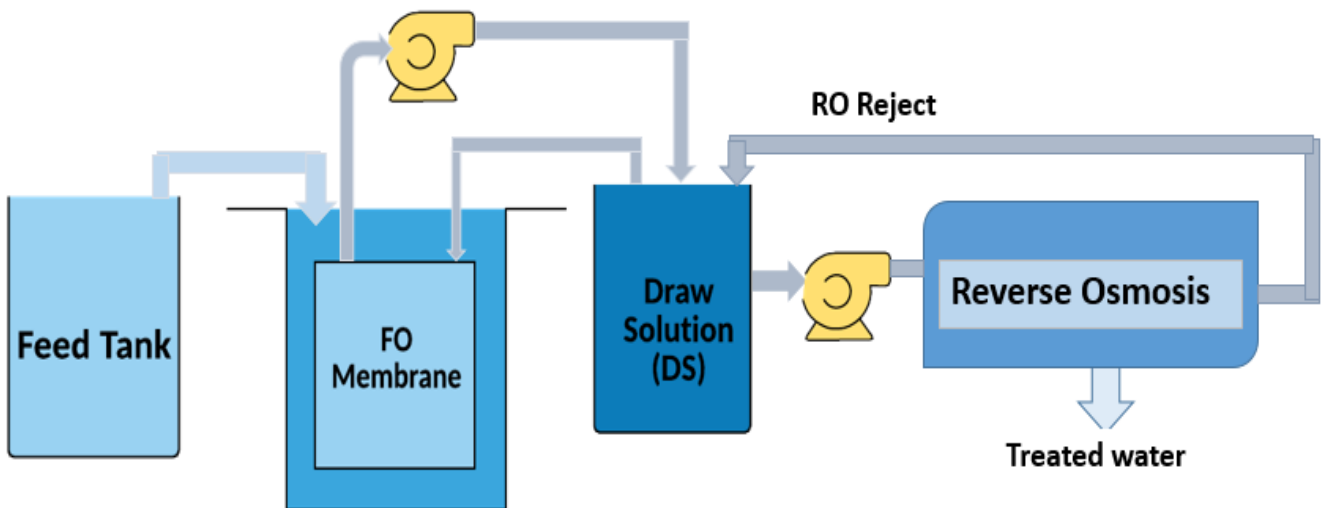 RO Reject
Feed Tank
FO
Membrane
Draw
Solution
(DS)
Reverse Osmosis
Treated water